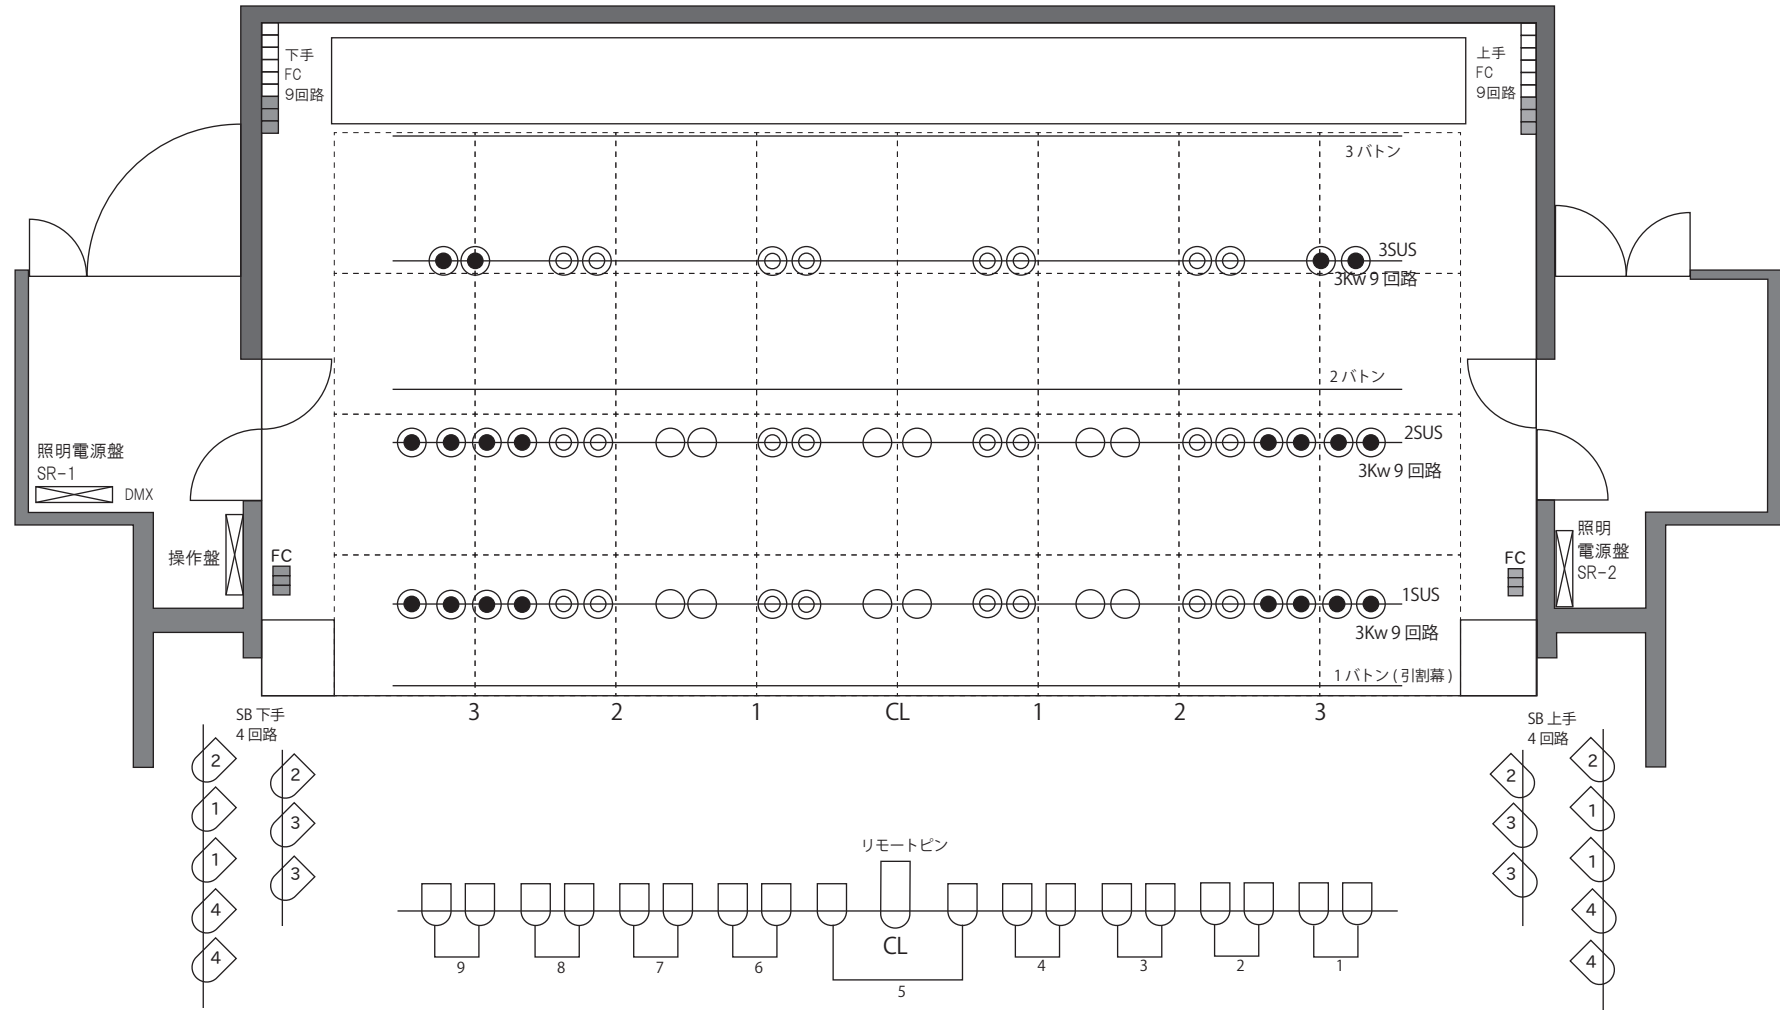 下手
FC
9回路
上手
FC
9回路
3 バトン
3SUS
3Kw 9 回路
2 バトン
2SUS
3Kw 9 回路
照明電源盤
SR-1
DMX
操作盤
FC
FC
照明
電源盤
SR-2
1SUS
3Kw 9 回路
1 バトン ( 引割幕 )
3 2 1 CL 1 2 3
SB 下手
4 回路
SB 上手
4 回路
2
1
1
4
4
2
3
3
2
3
3
2
1
1
4
4
リモートピン
CL
9 8 7 6 4 3 2 1
5